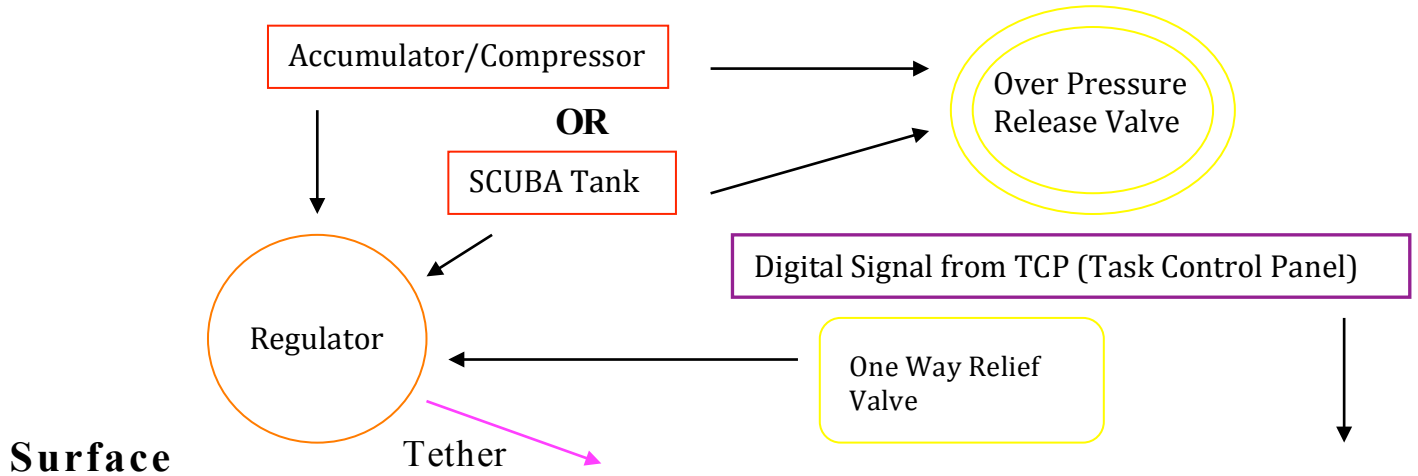 Accumulator/Compressor
OR
SCUBA Tank
Over Pressure
Release Valve
Digital Signal from TCP (Task Control Panel)
Regulator
One Way Relief
Valve
Tether
Surface